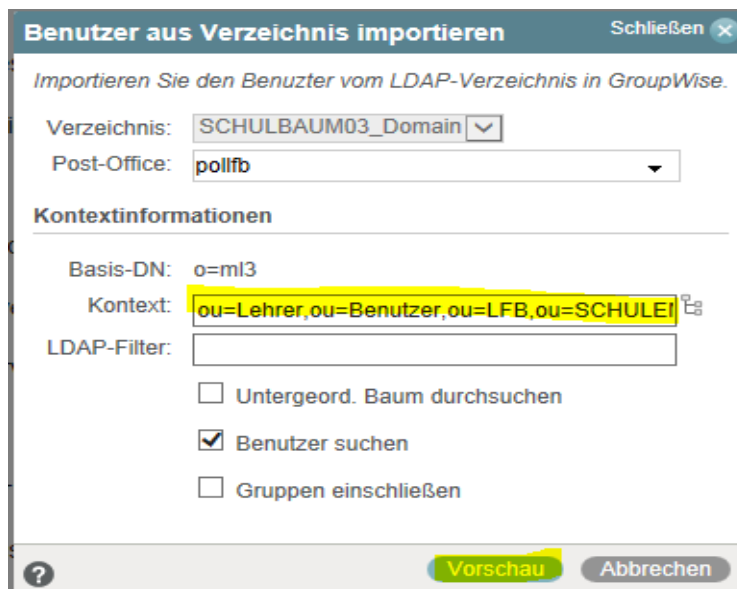 Benutzer aus Verzeichnis importieren Schließen
Importieren Sie den Benuzter vom LDAP-Verzeichnis in GroupWise.
Verzeichnis: SCHULBAUM03_Domain
Post-Office: pollfb
Kontextinformationen
Basis-DN: o=ml3
Kontext: ou=Lehrer,ou=Benutzer,ou=LFB,ou=SCHULE
LDAP-Filter:
Untergeord. Baum durchsuchen
Benutzer suchen
Gruppen einschließen
? Vorschau Abbrechen